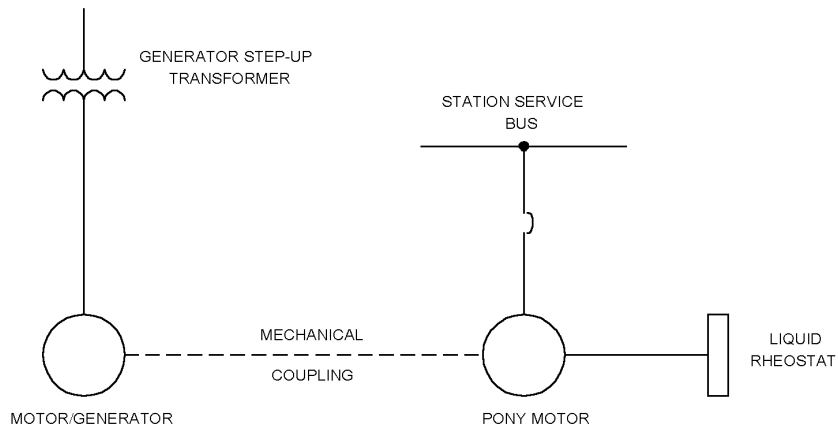 GENERATOR STEP-UP
TRANSFORMER
STATION SERVICE
BUS
MECHANICAL
COUPLING
LIQUID
RHEOSTAT
MOTOR/GENERATOR
PONY MOTOR